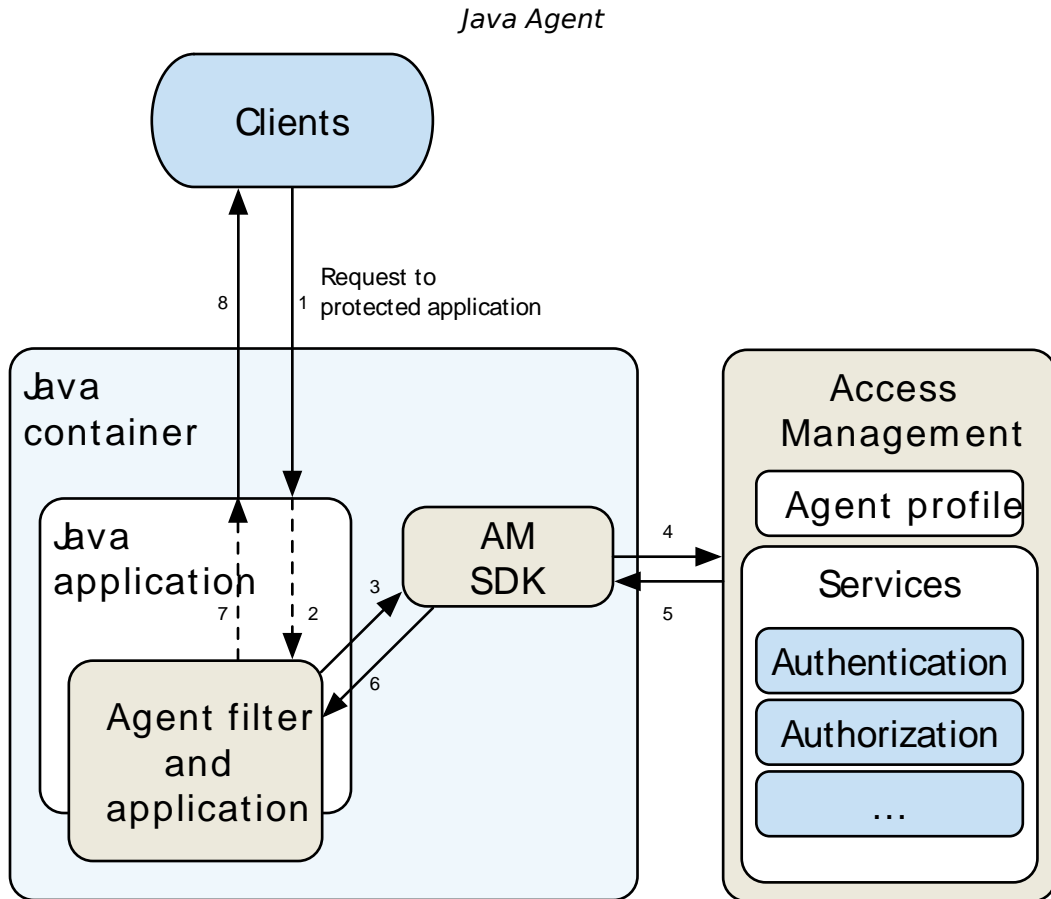 Java Agent
Clients
8
1
Request to
protected application
Java
container
Access
Management
Agent profile
Java
application
AM
SDK
4
5
3
7
2
6
Services
Authentication
Authorization
...
Agent filter
and
application